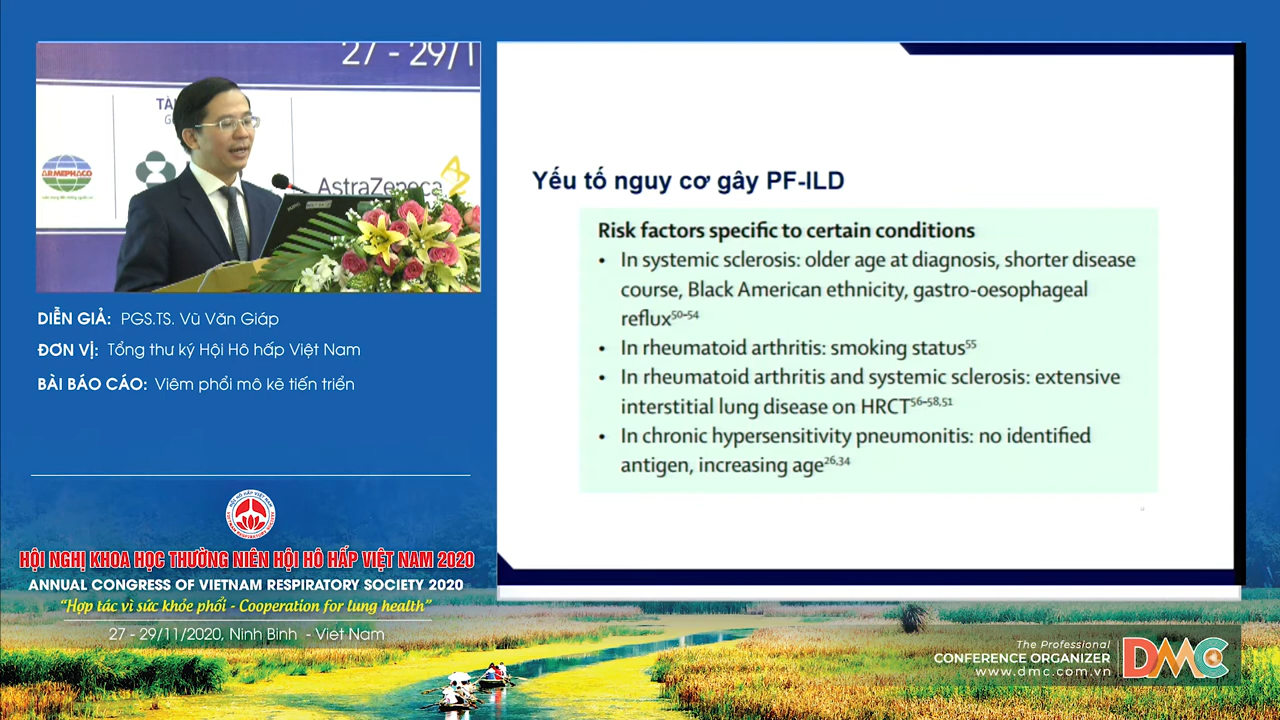 27 - 29/1
TÀ
ARMEPHACO
AstraZeneca
DIỄN GIẢ: PGS.TS. Vũ Văn Giáp
ĐƠN VỊ: Tổng thư ký Hội Hô hấp Việt Nam
BÀI BÁO CÁO: Viêm phổi mô kẽ tiến triển
HỘI NGHỊ KHOA HỌC THƯỜNG NIÊN HỘI HÔ HẤP VIỆT NAM 2020
ANNUAL CONGRESS OF VIETNAM RESPIRATORY SOCIETY 2020
“Hợp tác vì sức khỏe phổi - Cooperation for lung health”
27 - 29/11/2020, Ninh Bình - Việt Nam
Yếu tố nguy cơ gây PF-ILD
Risk factors specific to certain conditions
• In systemic sclerosis: older age at diagnosis, shorter disease
course, Black American ethnicity, gastro-oesophageal
reflux50–54
• In rheumatoid arthritis: smoking status55
• In rheumatoid arthritis and systemic sclerosis: extensive
interstitial lung disease on HRCT56–58,51
• In chronic hypersensitivity pneumonitis: no identified
antigen, increasing age26,34
The Professional
CONFERENCE ORGANIZER
www.dmc.com.vn
DMC